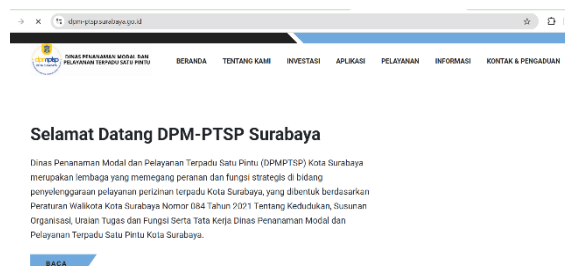 dpm-ptsp.surabaya.go.id
DINAS PENANAMAN MODAL DAN
PELAYANAN TERPADU SATU PINTU
BERANDA TENTANG KAMI INVESTASI APLIKASI PELAYANAN INFORMASI KONTAK & PENGADUAN
Selamat Datang DPM-PTSP Surabaya
Dinas Penanaman Modal dan Pelayanan Terpadu Satu Pintu (DPMPTSP) Kota Surabaya
merupakan lembaga yang memegang peranan dan fungsi strategis di bidang
penyelenggaraan pelayanan perizinan terpadu Kota Surabaya, yang dibentuk berdasarkan
Peraturan Walikota Kota Surabaya Nomor 084 Tahun 2021 Tentang Kedudukan, Susunan
Organisasi, Uraian Tugas dan Fungsi Serta Tata Kerja Dinas Penanaman Modal dan
Pelayanan Terpadu Satu Pintu Kota Surabaya.
BACA